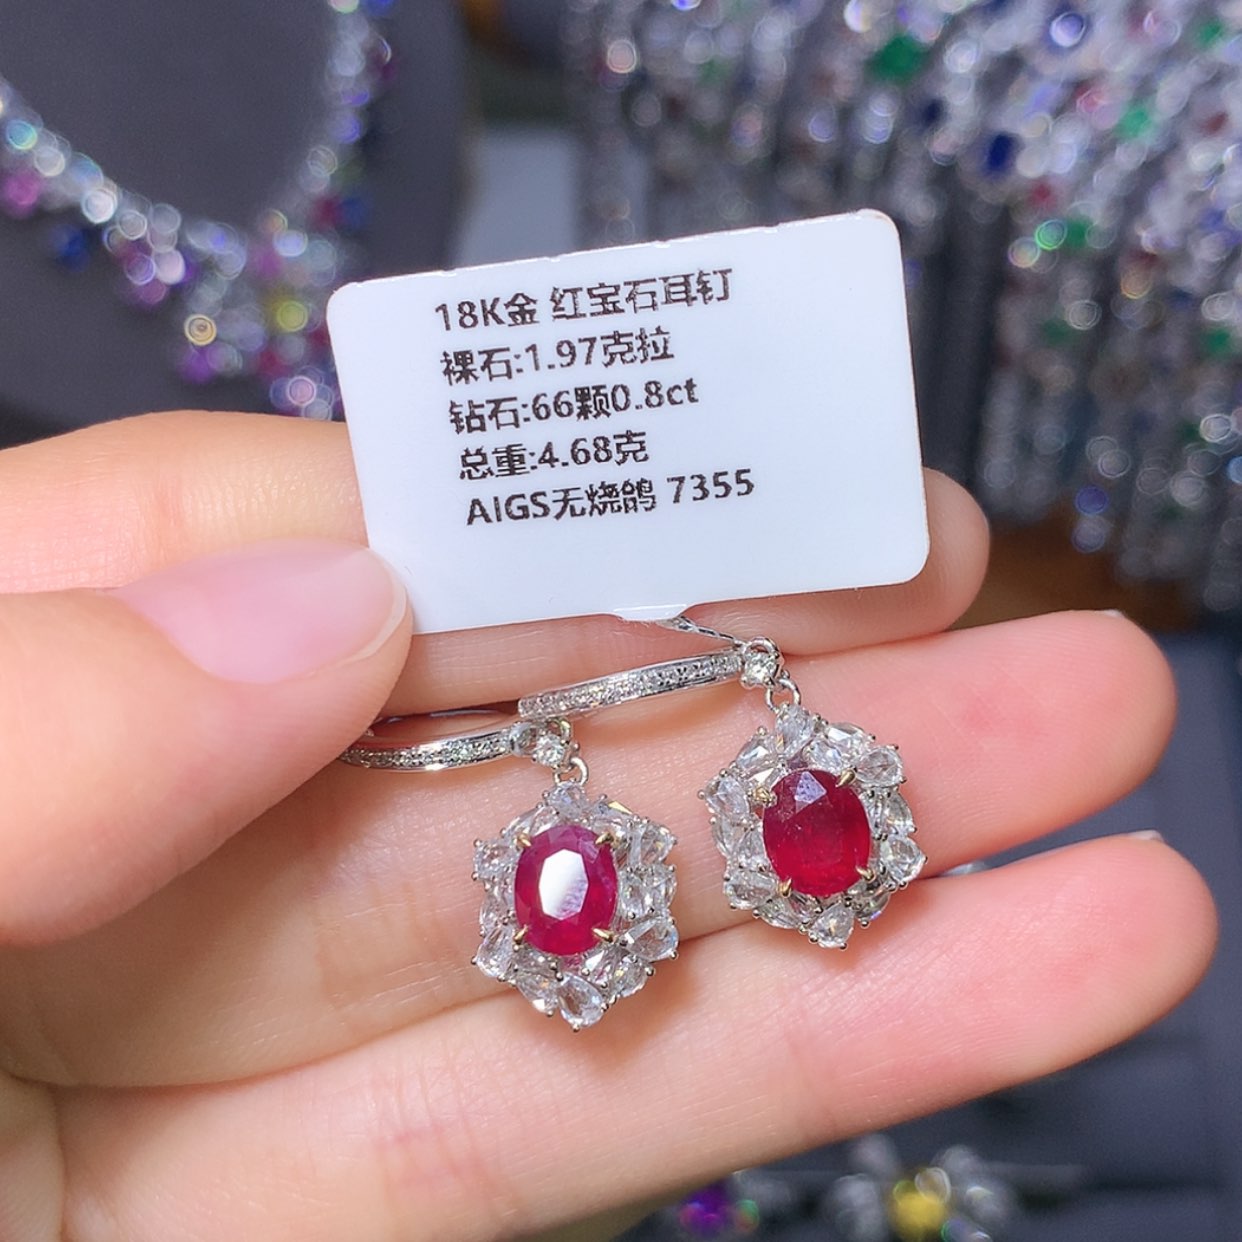 18K金 红宝石耳钉
裸石:1.97克拉
钻石:66颗0.8ct
总重:4.68克
AIGS无烧鸽 7355